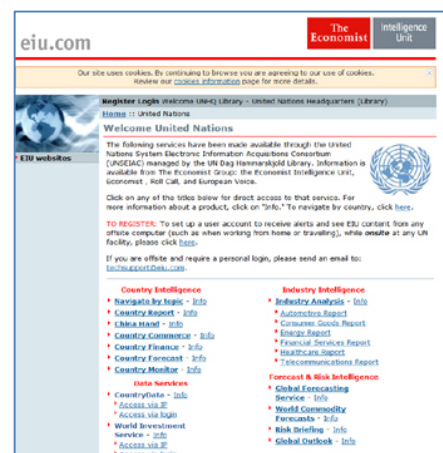 eiu.com
The
Economist
Intelligence
Unit
Our site uses cookies. By continuing to browse you are agreeing to our use of cookies.
Review our cookies information page for more details.
×
Register Login Welcome UNHQ Library - United Nations Headquarters (Library)
Home :: United Nations
Welcome United Nations
EIU websites
The following services have been made available through the United
Nations System Electronic Information Acquisitions Consortium
(UNSEIAC) managed by the UN Dag Hammarskjold Library. Information is
available from The Economist Group: the Economist Intelligence Unit,
Economist , Roll Call, and European Voice.
Click on any of the titles below for direct access to that service. For
more information about a product, click on "Info." To navigate by country, click here.
TO REGISTER: To set up a user account to receive alerts and see EIU content from any
offsite computer (such as when working from home or travelling), while onsite at any UN
facility, please click here.
If you are offsite and require a personal login, please send an email to:
techsupport@eiu.com.
Country Intelligence
Navigate by topic - Info
Country Report - Info
China Hand - Info
Country Commerce - Info
Country Finance - Info
Country Forecast - Info
Country Monitor - Info
Data Services
CountryData - Info
Access via IP
Access via login
World Investment
Service - Info
Industry Intelligence
Industry Analysis - Info
Automotive Report
Consumer Goods Report
Energy Report
Financial Services Report
Healthcare Report
Telecommunications Report
Forecast & Risk Intelligence
Global Forecasting
Service - Info
World Commodity
Forecasts - Info
Risk Briefing - Info
Global Outlook - Info